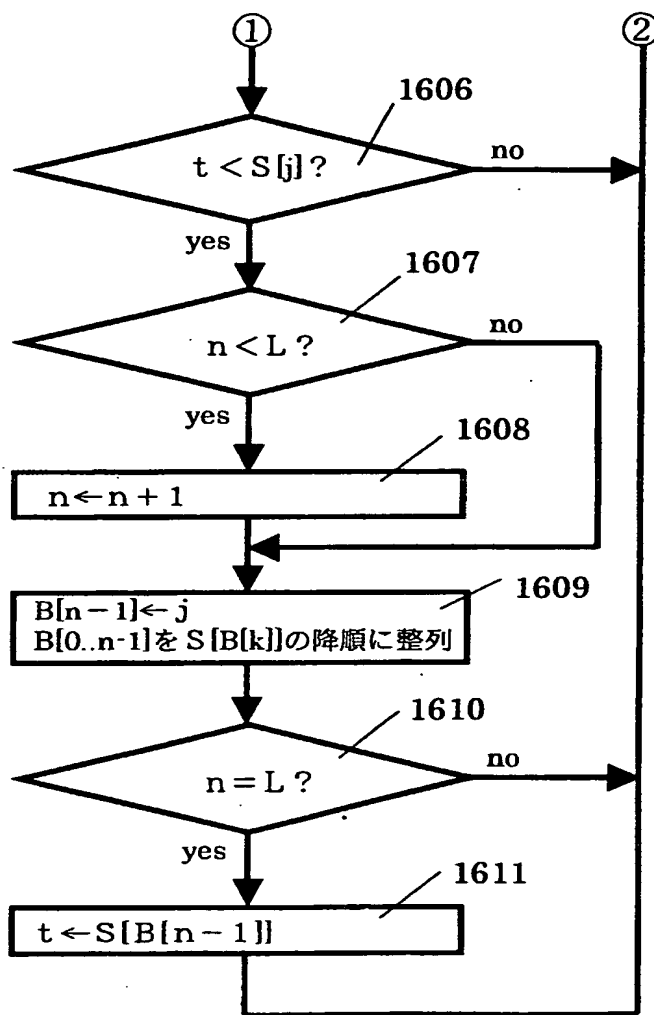 ① ②
1606
t<S[j]?
no
yes
1607
n<L?
no
yes
1608
n←n+1
1609
B[n-1]←j
B[0..n-1]をS[B[k]]の降順に整列
1610
n=L?
no
yes
1611
t←S[B[n-1]]